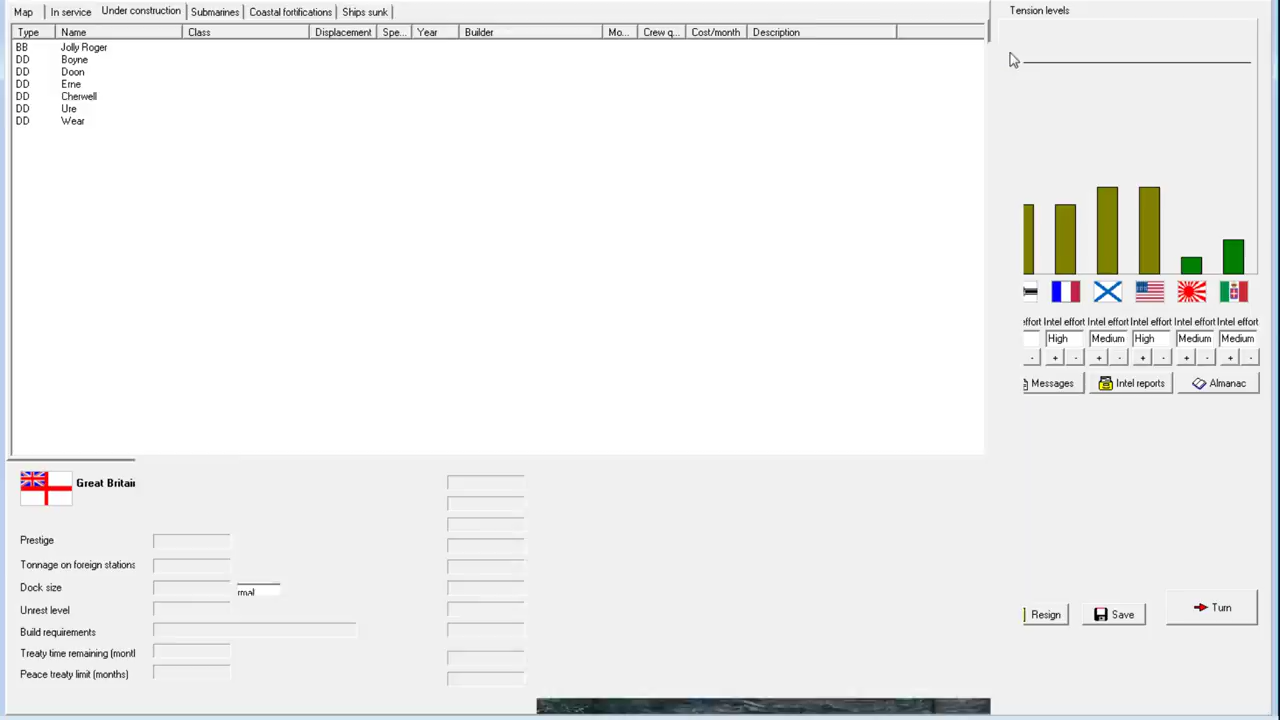 Map In service Under construction Submarines Coastal fortifications Ships sunk Tension levels
Type Name Class Displacement Spe... Year Builder Mo... Crew q... Cost/month Description
BB Jolly Roger
DD Boyne
DD Doon
DD Erne
DD Cherwell
DD Ure
DD Wear
effort Intel effort Intel effort Intel effort Intel effort Intel effort
High Medium High Medium Medium
- + - + - + - + - + -
Messages Intel reports Almanac
Great Britain
Prestige
Tonnage on foreign stations
Dock size rmal
Unrest level
Build requirements
Treaty time remaining (montl
Peace treaty limit (months)
Resign Save Turn